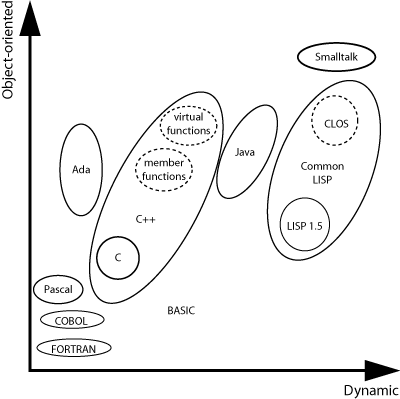 Object-oriented
Smalltalk
virtual
functions
CLOS
member
functions
Java
Ada
Common
LISP
C++
LISP 1.5
C
Pascal
BASIC
COBOL
FORTRAN
Dynamic